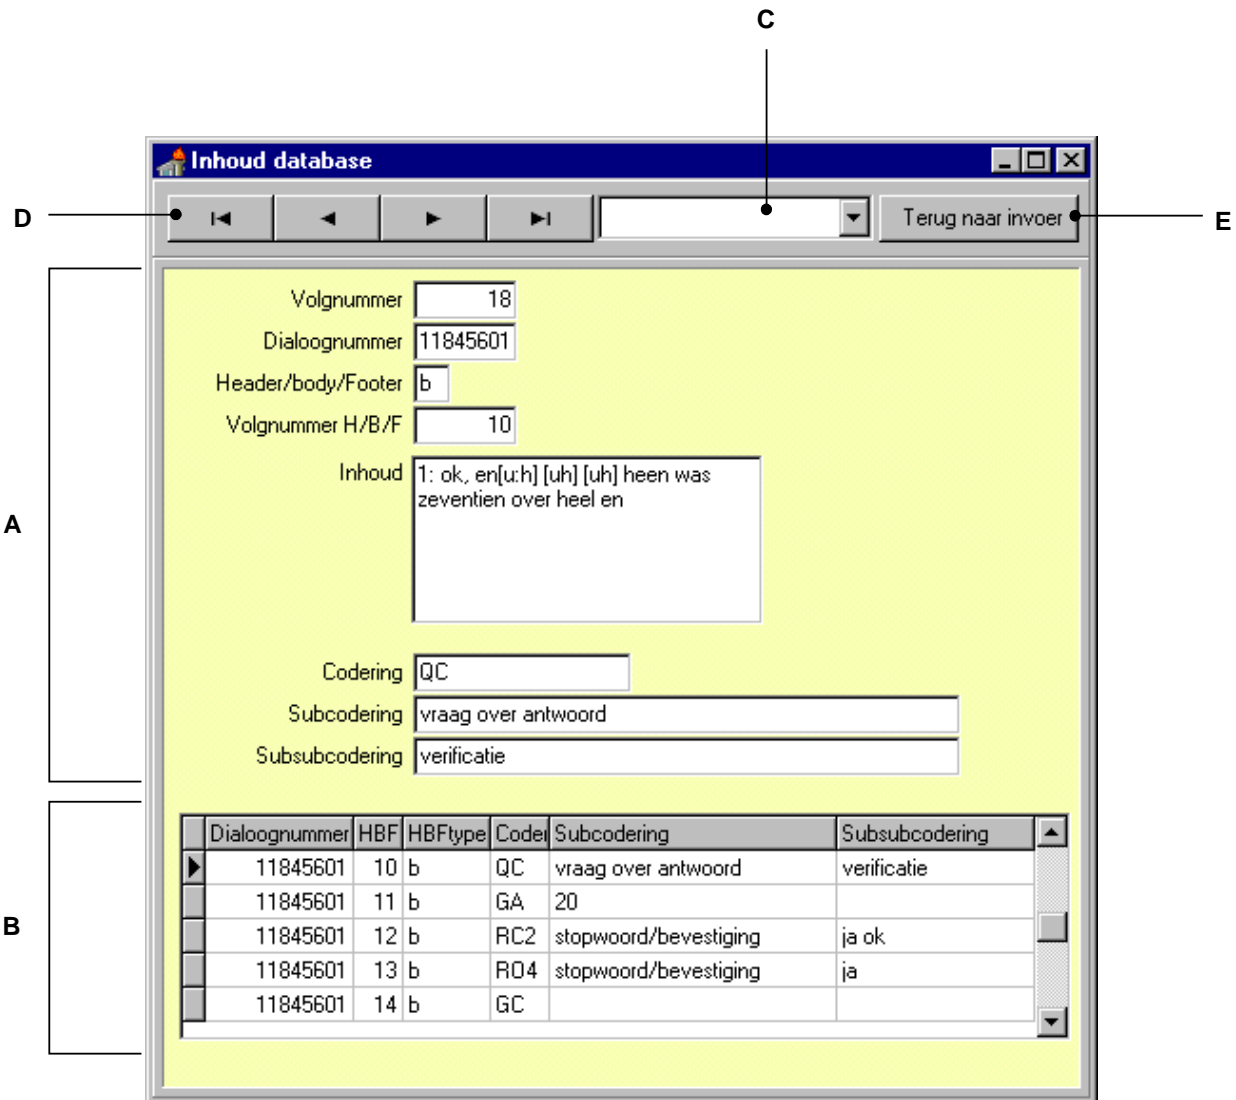 C
Inhoud database
D
Terug naar invoer
E
Volgnummer 18
Dialoognummer 11845601
Header/body/Footer b
Volgnummer H/B/F 10
Inhoud 1: ok, en[u:h] [uh] [uh] heen was
zeventien over heel en
A
Codering QC
Subcodering vraag over antwoord
Subsubcodering verificatie
Dialoognummer HBF HBFtype Coder Subcodering Subsubcodering
11845601 10 b QC vraag over antwoord verificatie
11845601 11 b GA 20
B
11845601 12 b RC2 stopwoord/bevestiging ja ok
11845601 13 b RO4 stopwoord/bevestiging ja
11845601 14 b GC